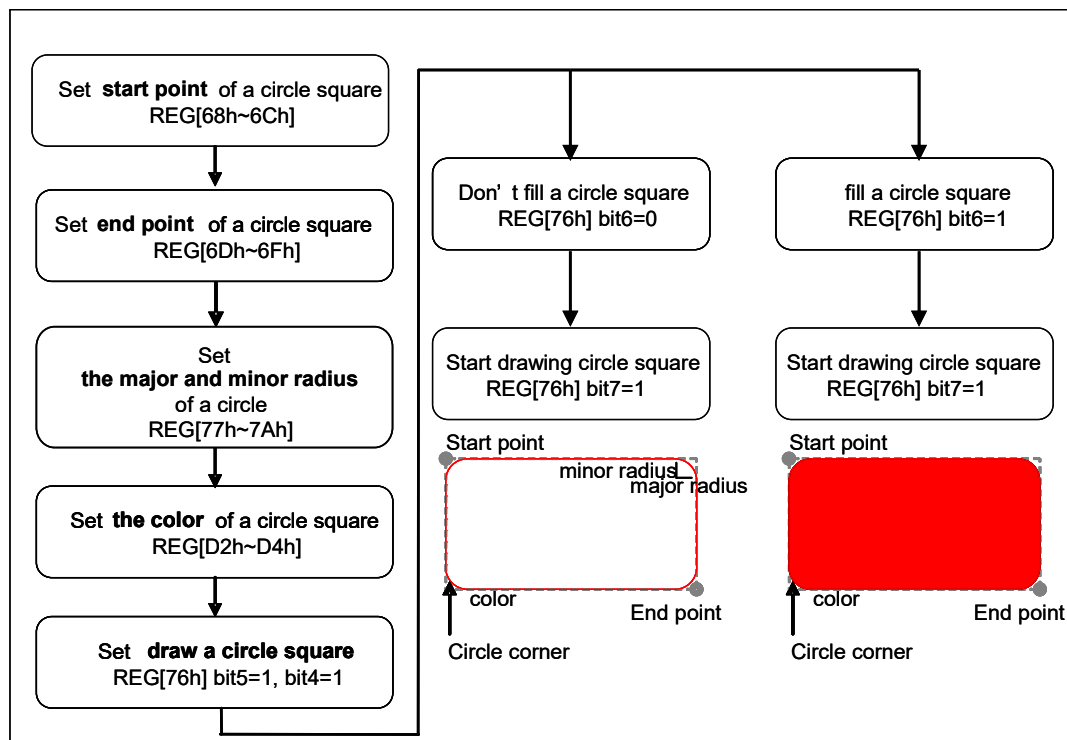 Set start point of a circle square
REG[68h~6Ch]
Set end point of a circle square
REG[6Dh~6Fh]
Set
the major and minor radius
of a circle
REG[77h~7Ah]
Set the color of a circle square
REG[D2h~D4h]
Set draw a circle square
REG[76h] bit5=1, bit4=1
Don't fill a circle square
REG[76h] bit6=0
Start drawing circle square
REG[76h] bit7=1
Start point
minor radius
major radius
color
End point
Circle corner
fill a circle square
REG[76h] bit6=1
Start drawing circle square
REG[76h] bit7=1
Start point
color
End point
Circle corner